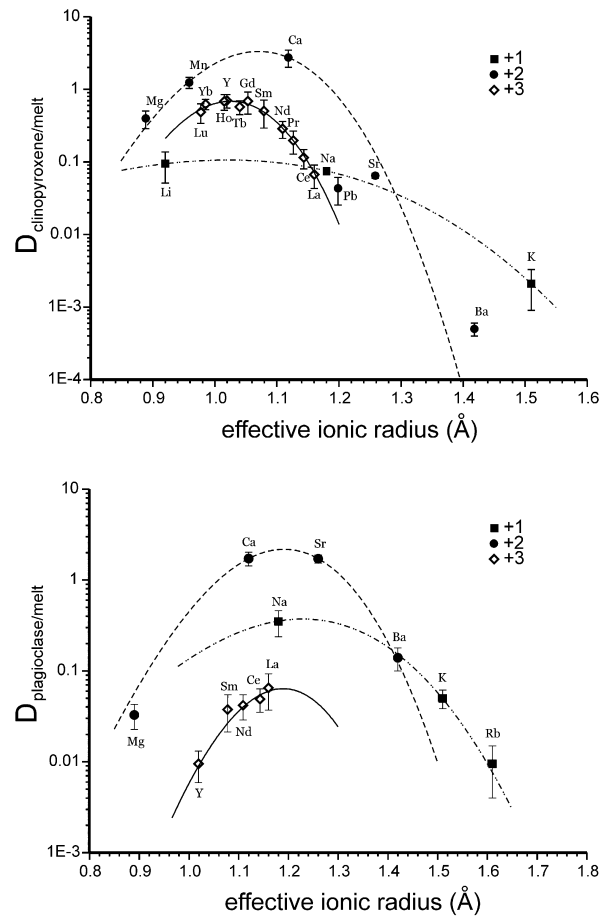 10
1
0.1
0.01
1E-3
1E-4
D clinopyroxene/melt
Mg
Mn
Ca
Yb
Y
Gd
Sm
Lu
Ho
Tb
Nd
Pr
Ce
La
Li
Na
Pb
Sr
Ba
K
+1
+2
+3
0.8 0.9 1.0 1.1 1.2 1.3 1.4 1.5 1.6
effective ionic radius (Å)
10
1
0.1
0.01
1E-3
D plagioclase/melt
Ca
Sr
Na
Ba
La
Ce
Sm
Nd
Mg
Y
K
Rb
+1
+2
+3
0.8 0.9 1.0 1.1 1.2 1.3 1.4 1.5 1.6 1.7 1.8
effective ionic radius (Å)